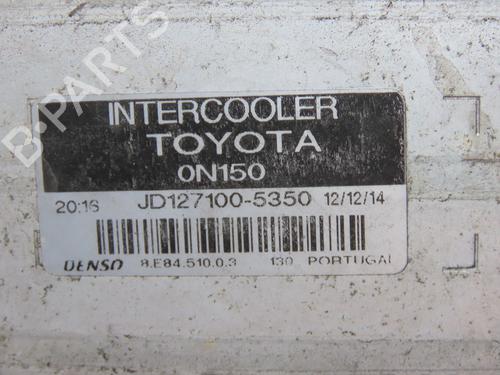 B-PARTS
INTERCOOLER
TOYOTA
0N150
20:16 JD127100-5350 12/12/14
DENSO 8.E84.510.0.3 130 PORTUGAL